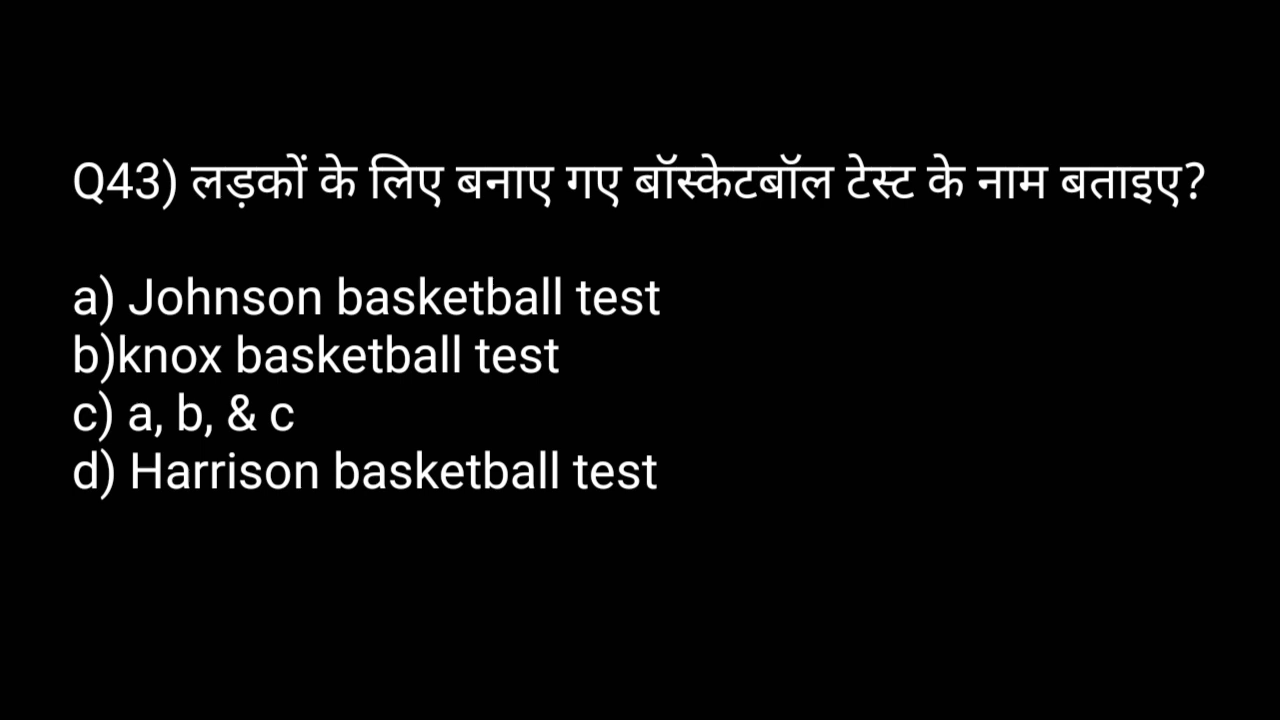 Q43) लड़कों के लिए बनाए गए बॉस्केटबॉल टेस्ट के नाम बताइए?
a) Johnson basketball test
b)knox basketball test
c) a, b, & c
d) Harrison basketball test